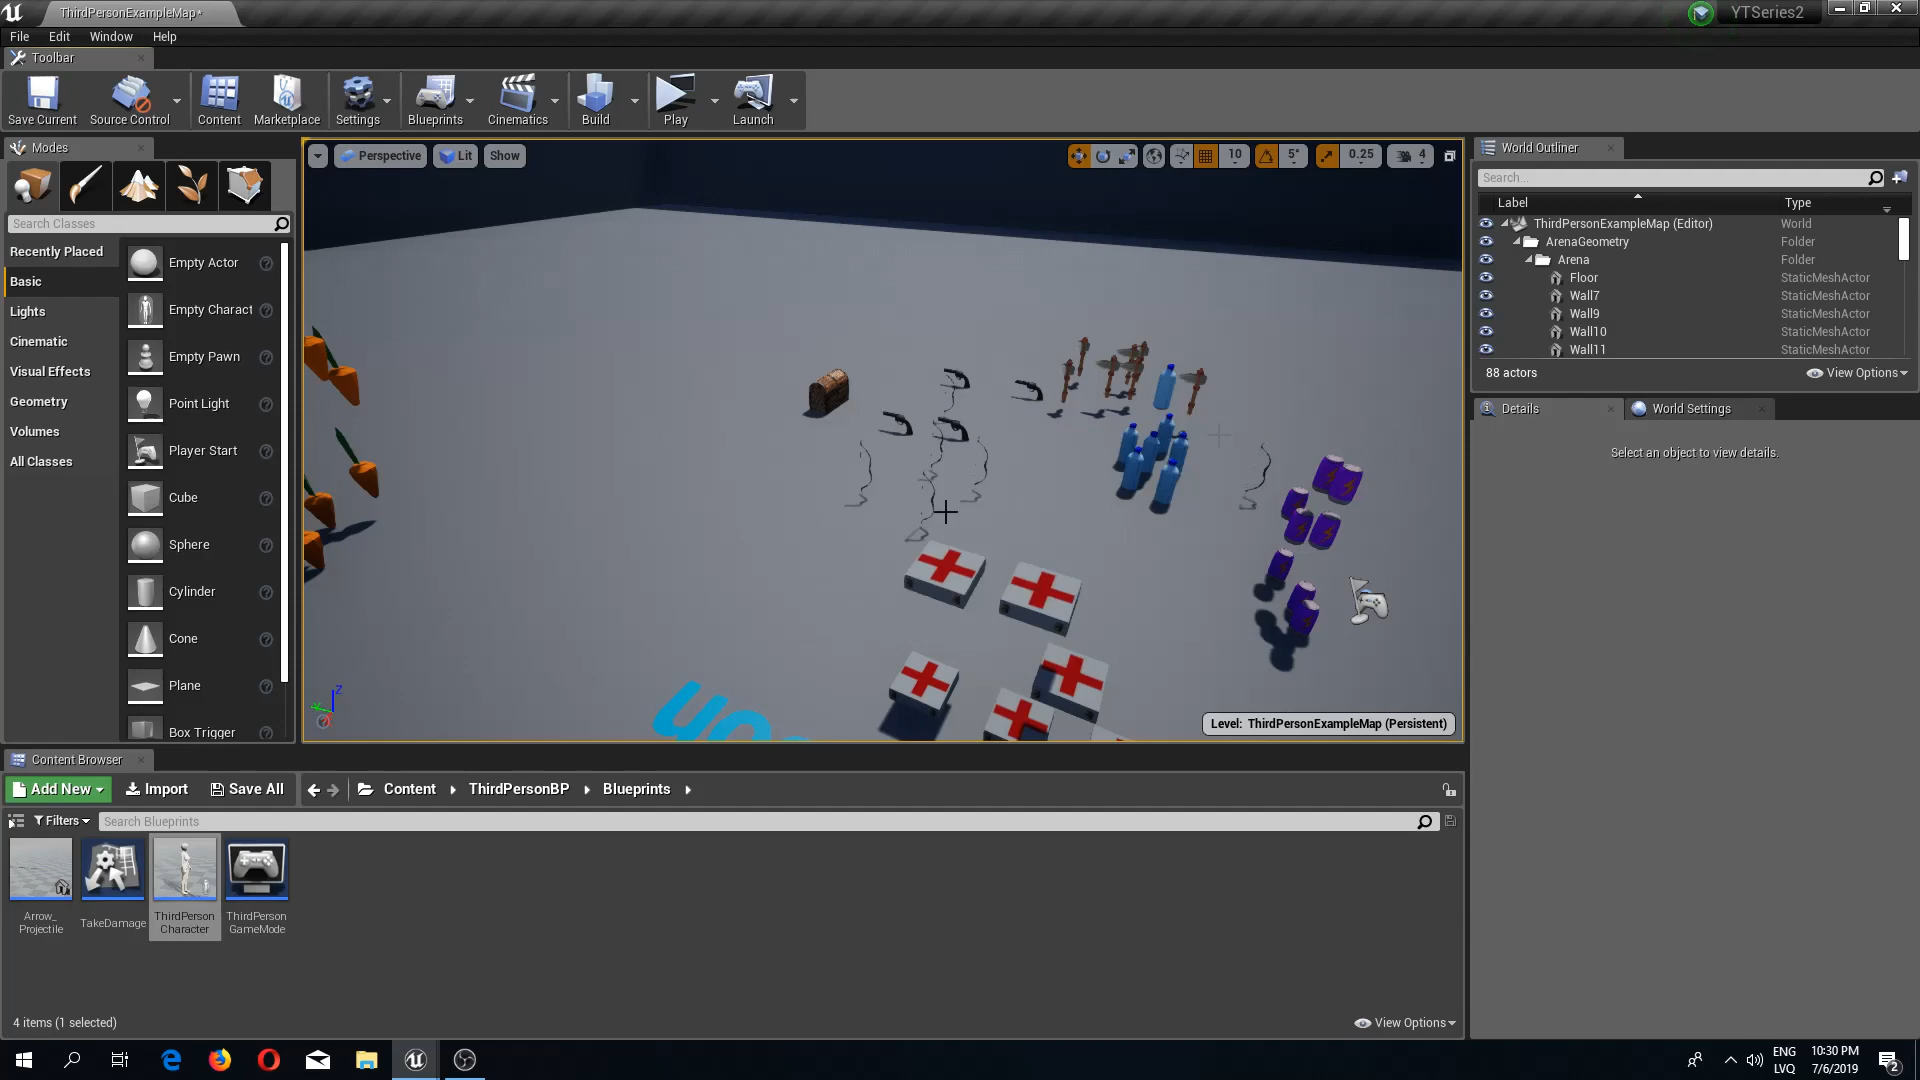 ThirdPersonExampleMap*
YTSeries2
File Edit Window Help
Toolbar
Save Current Source Control Content Marketplace Settings Blueprints Cinematics Build Play Launch
Modes
Search Classes
Recently Placed
Basic
Lights
Cinematic
Visual Effects
Geometry
Volumes
All Classes
Empty Actor
Empty Charact
Empty Pawn
Point Light
Player Start
Cube
Sphere
Cylinder
Cone
Plane
Box Trigger
Perspective Lit Show
10 5° 0.25 4
Z
Level: ThirdPersonExampleMap (Persistent)
World Outliner
Search...
Label Type
ThirdPersonExampleMap (Editor) World
ArenaGeometry Folder
Arena Folder
Floor StaticMeshActor
Wall7 StaticMeshActor
Wall9 StaticMeshActor
Wall10 StaticMeshActor
Wall11 StaticMeshActor
88 actors View Options
Details World Settings
Select an object to view details.
Content Browser
Add New Import Save All Content ThirdPersonBP Blueprints
Filters Search Blueprints
Arrow_
Projectile
TakeDamage
ThirdPerson
Character
ThirdPerson
GameMode
4 items (1 selected) View Options
ENG
LVQ
10:30 PM
7/6/2019
2